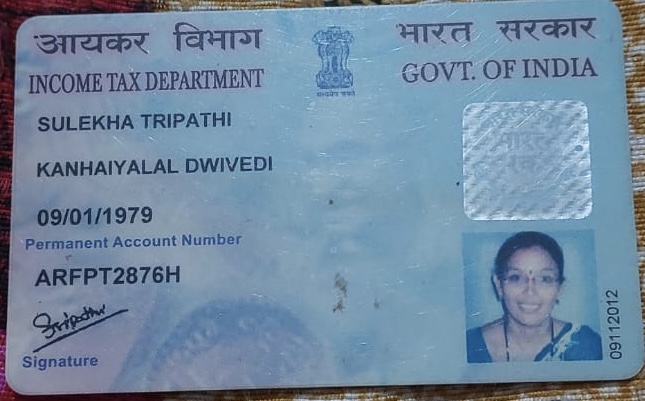 आयकर विभाग
भारत सरकार
INCOME TAX DEPARTMENT
GOVT. OF INDIA
सत्यमेव जयते
SULEKHA TRIPATHI
KANHAIYALAL DWIVEDI
09/01/1979
Permanent Account Number
ARFPT2876H
Stripathi
Signature
09112012